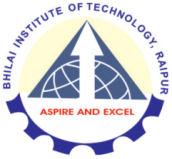 BHILAI INSTITUTE OF TECHNOLOGY, RAIPUR
ASPIRE AND EXCEL